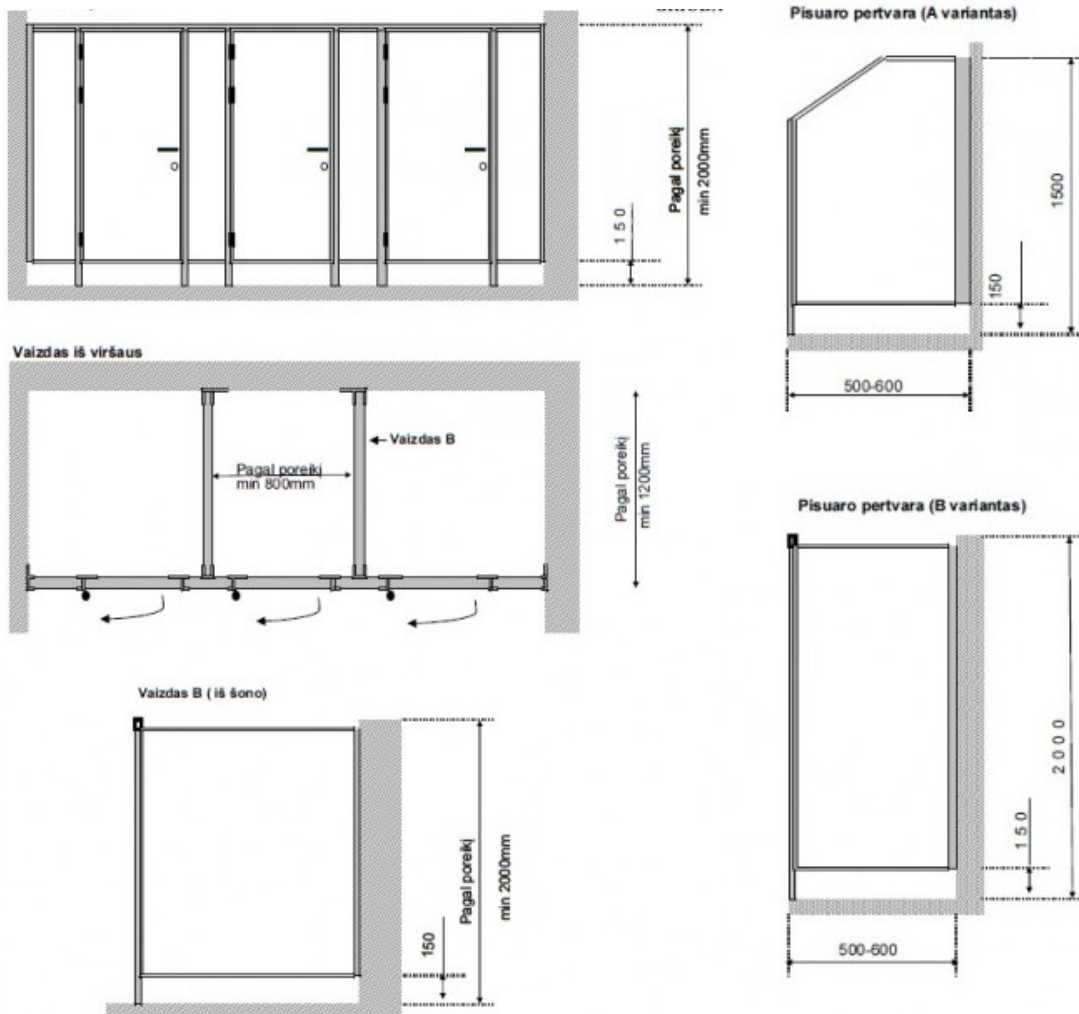 Pagal poreikį
min 2000mm
150
Vaizdas iš viršaus
Vaizdas B
Pagal poreikį
min 800mm
Pagal poreikį
min 1200mm
Vaizdas B ( iš šono)
Pagal poreikį
min 2000mm
150
Pisuaro pertvara (A variantas)
1500
150
500-600
Pisuaro pertvara (B variantas)
2000
150
500-600